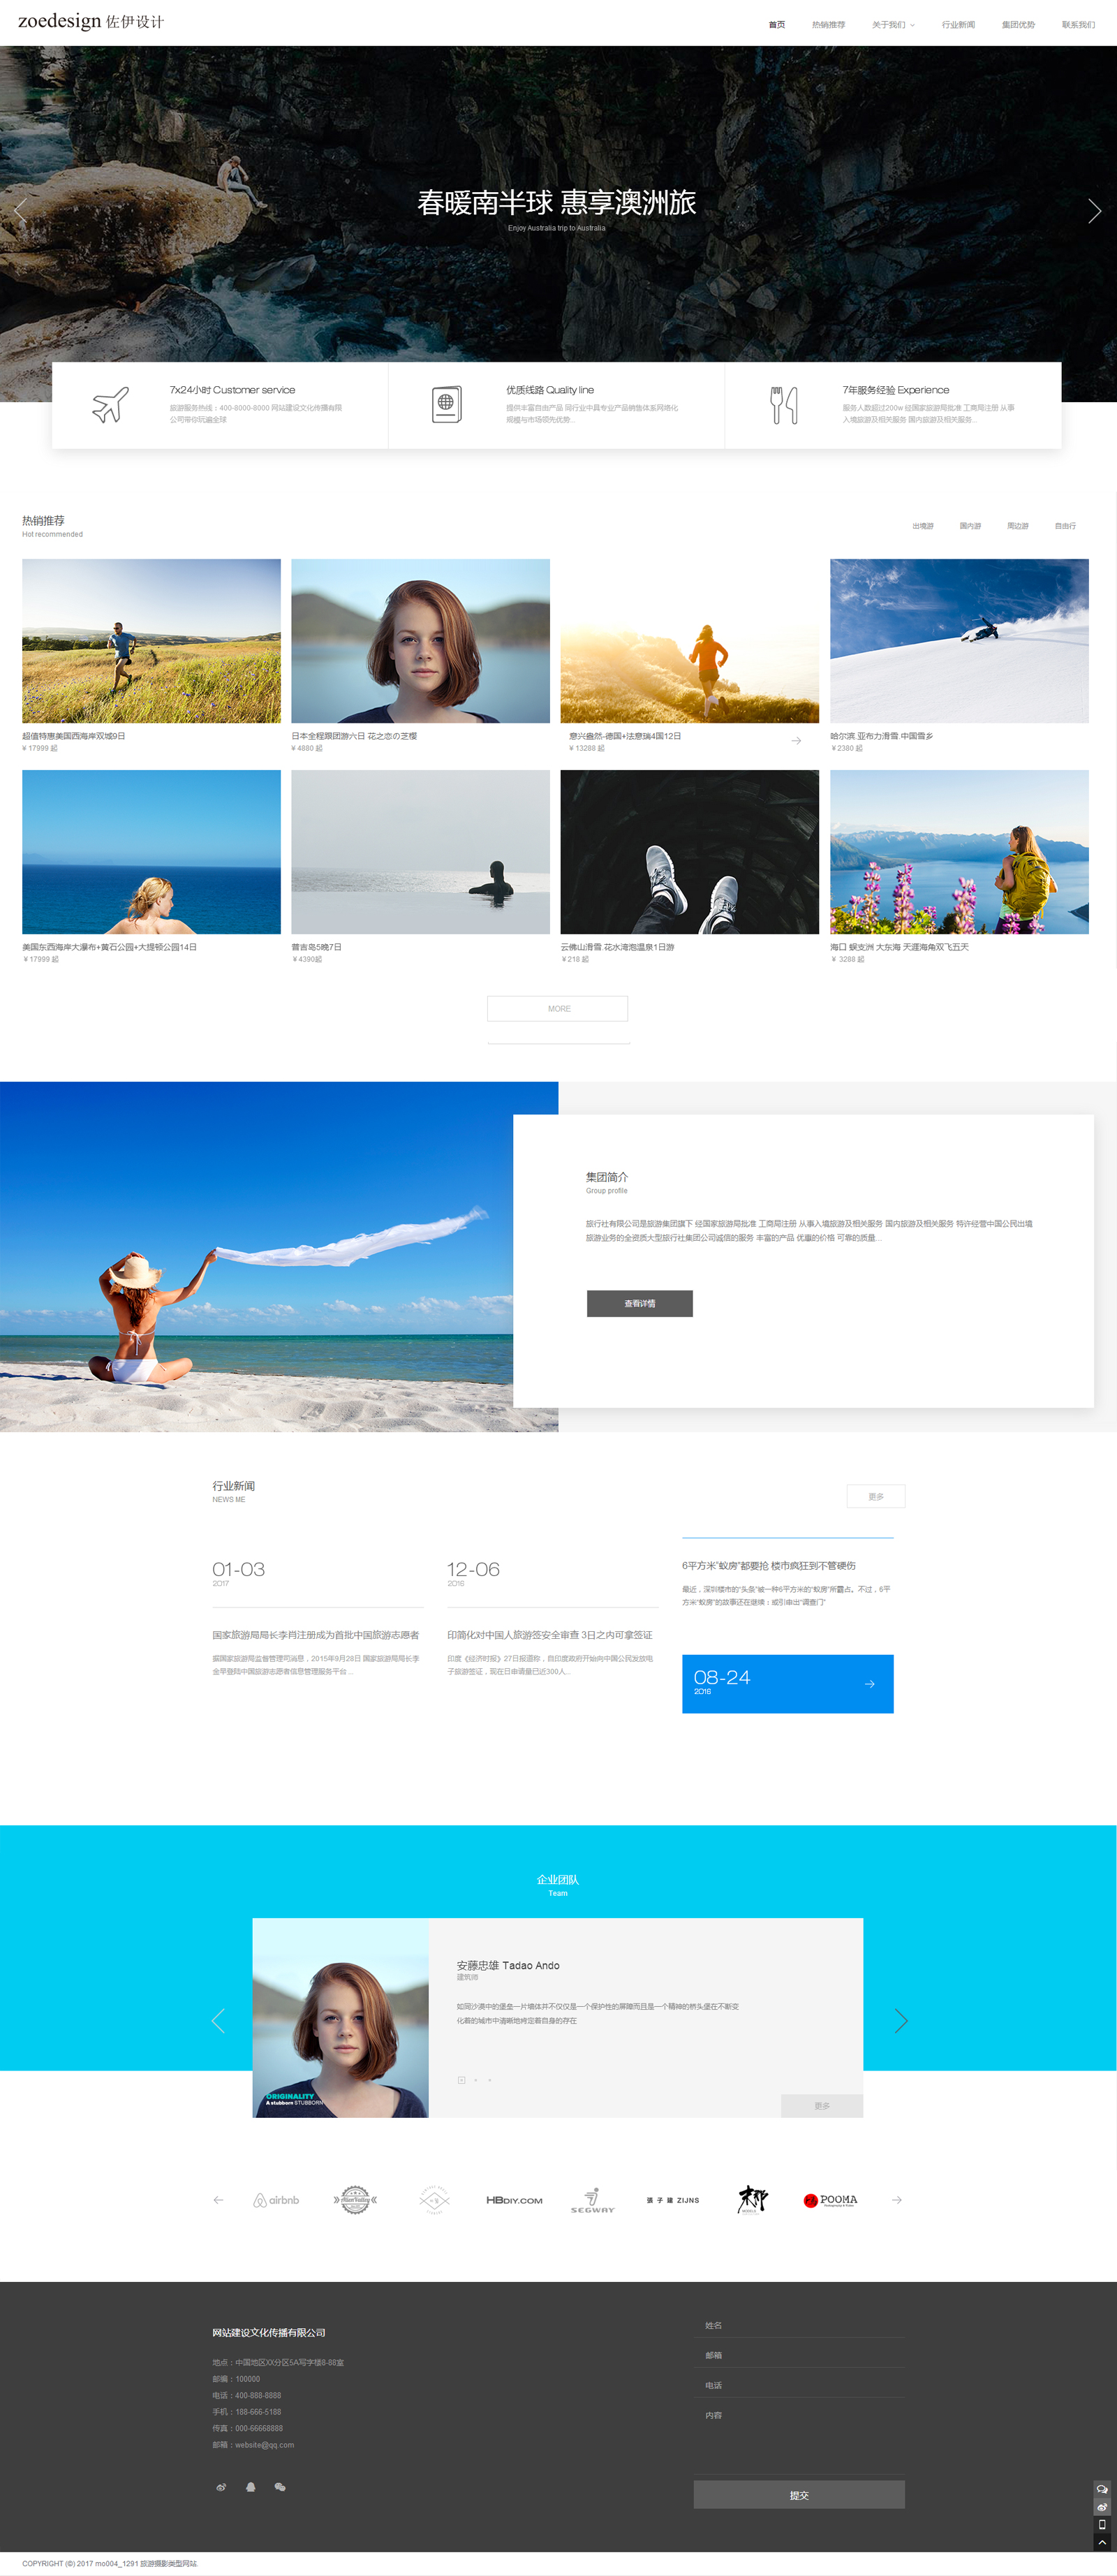 zoedesign 佐伊设计
首页 热销推荐 关于我们 行业新闻 集团优势 联系我们
春暖南半球 惠享澳洲旅
Enjoy Australia trip to Australia
7x24小时 Customer service
旅游服务热线：400-8000-8000 网站建设文化传播有限
公司带你玩遍全球
优质线路 Quality line
提供丰富自由产品 同行业中具专业产品销售体系网络化
规模与市场领先优势...
7年服务经验 Experience
服务人数超过200w 经国家旅游局批准 工商局注册 从事
入境旅游及相关服务 国内旅游及相关服务...
热销推荐
Hot recommended
出境游 国内游 周边游 自由行
超值特惠美国西海岸双城9日
¥ 17999 起
日本全程跟团游六日 花之恋の芝樱
¥ 4880 起
意兴盎然-德国+法意瑞4国12日
¥ 13288 起
哈尔滨 亚布力滑雪 中国雪乡
¥ 2380 起
美国东西海岸大瀑布+黄石公园+大提顿公园14日
¥ 17999 起
普吉岛5晚7日
¥ 4390起
云佛山滑雪 花水湾泡温泉1日游
¥ 218 起
海口 蜈支洲 大东海 天涯海角双飞五天
¥ 3288 起
MORE
集团简介
Group profile
旅行社有限公司是旅游集团旗下 经国家旅游局批准 工商局注册 从事入境旅游及相关服务 国内旅游及相关服务 特许经营中国公民出境
旅游业务的全资质大型旅行社集团公司诚信的服务 丰富的产品 优惠的价格 可靠的质量...
查看详情
行业新闻
NEWS ME
更多
01-03
2017
国家旅游局局长李肖注册成为首批中国旅游志愿者
据国家旅游局监督管理司消息，2015年9月28日 国家旅游局局长李
金早登陆中国旅游志愿者信息管理服务平台 ...
12-06
2016
印简化对中国人旅游签安全审查 3日之内可拿签证
印度《经济时报》27日报道称，自印度政府开始向中国公民发放电
子旅游签证，现在日申请量已近300人...
6平方米“蚁房”都要抢 楼市疯狂到不管硬伤
最近，深圳楼市的“头条”被一种6平方米的“蚁房”所霸占。不过，6平
方米“蚁房”的故事还在继续：或引申出“调查门”
08-24
2016
企业团队
Team
安藤忠雄 Tadao Ando
建筑师
如同沙漠中的堡垒一片墙体并不仅仅是一个保护性的屏障而且是一个精神的桥头堡在不断变
化着的城市中清晰地肯定着自身的存在
ORIGINALITY
A stubborn STUBBORN
更多
airbnb
HBDIY.COM
SEGWAY
张子建 ZIJNS
POOMA
网站建设文化传播有限公司
地点：中国地区XX分区5A写字楼8-88室
邮编：100000
电话：400-888-8888
手机：188-666-5188
传真：000-66668888
邮箱：website@qq.com
姓名
邮箱
电话
内容
提交
COPYRIGHT (©) 2017 mo004_1291 旅游摄影类型网站.